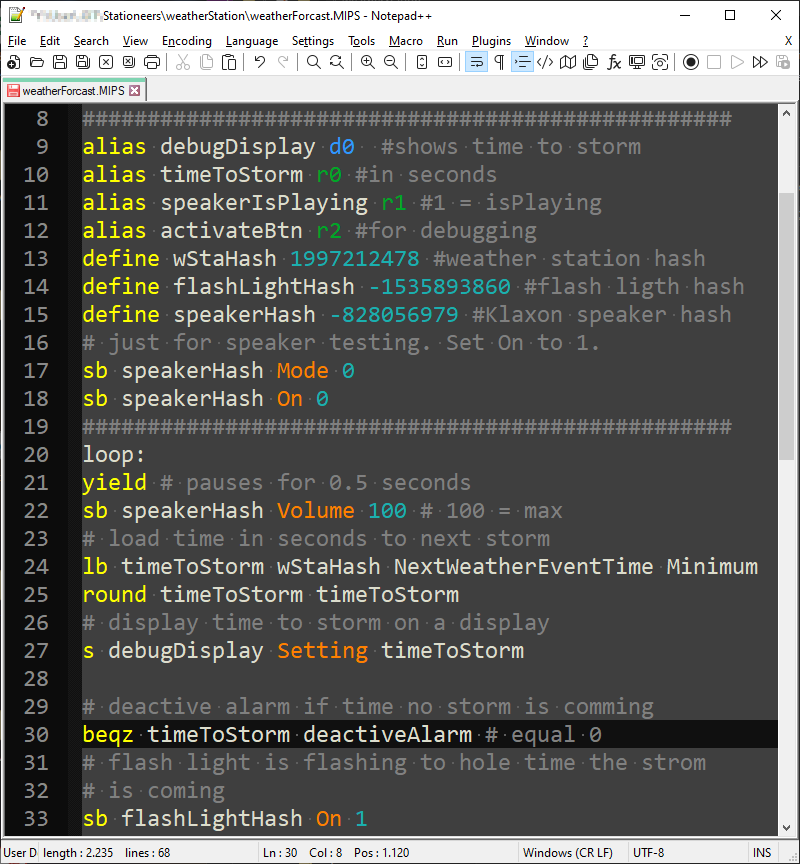 \Stationeers\weatherStation\weatherForcast.MIPS - Notepad++
File Edit Search View Encoding Language Settings Tools Macro Run Plugins Window ? X
weatherForcast.MIPS
8 ##################################################
9 alias debugDisplay d0  #shows time to storm
10 alias timeToStorm r0 #in seconds
11 alias speakerIsPlaying r1 #1 = isPlaying
12 alias activateBtn r2 #for debugging
13 define wStaHash 1997212478 #weather station hash
14 define flashLightHash -1535893860 #flash ligth hash
15 define speakerHash -828056979 #Klaxon speaker hash
16 # just for speaker testing. Set On to 1.
17 sb speakerHash Mode 0
18 sb speakerHash On 0
19 ##################################################
20 loop:
21 yield # pauses for 0.5 seconds
22 sb speakerHash Volume 100 # 100 = max
23 # load time in seconds to next storm
24 lb timeToStorm wStaHash NextWeatherEventTime Minimum
25 round timeToStorm timeToStorm
26 # display time to storm on a display
27 s debugDisplay Setting timeToStorm
28
29 # deactive alarm if time no storm is comming
30 beqz timeToStorm deactiveAlarm # equal 0
31 # flash light is flashing to hole time the strom
32 # is coming
33 sb flashLightHash On 1
User D length : 2.235 lines : 68 Ln : 30 Col : 8 Pos : 1.120 Windows (CR LF) UTF-8 INS